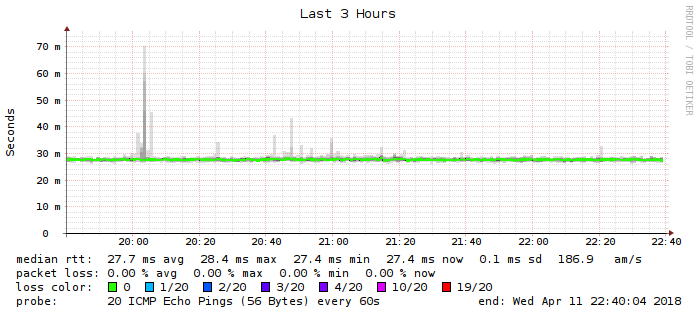 Last 3 Hours
RRDTOOL / TOBI OETIKER
Seconds
70 m
60 m
50 m
40 m
30 m
20 m
10 m
0
20:00 20:20 20:40 21:00 21:20 21:40 22:00 22:20 22:40
median rtt: 27.7 ms avg 28.4 ms max 27.4 ms min 27.4 ms now 0.1 ms sd 186.9 am/s
packet loss: 0.00 % avg 0.00 % max 0.00 % min 0.00 % now
loss color: 0 1/20 2/20 3/20 4/20 10/20 19/20
probe: 20 ICMP Echo Pings (56 Bytes) every 60s end: Wed Apr 11 22:40:04 2018